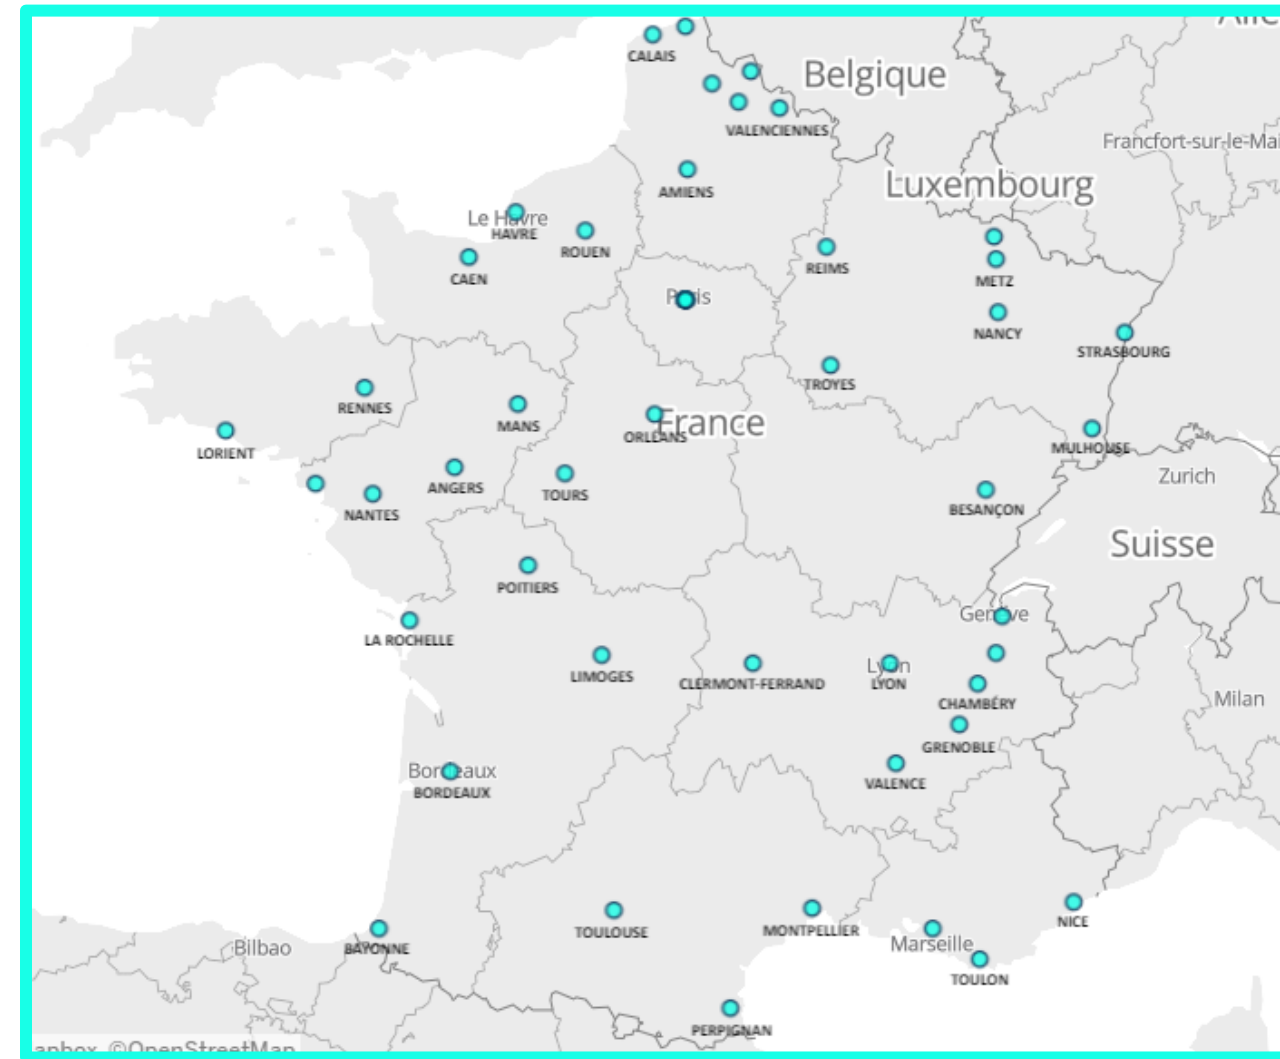 CALAIS
Belgique
VALENCIENNES
Francfort-sur-le-Mai
AMIENS
Luxembourg
Le Havre
HAVRE
ROUEN
CAEN
REIMS
METZ
Paris
NANCY
STRASBOURG
TROYES
RENNES
MANS
ORLEANS
France
LORIENT
MULHOUSE
ANGERS
TOURS
Zurich
NANTES
BESANÇON
Suisse
POITIERS
Genève
LA ROCHELLE
LIMOGES
CLERMONT-FERRAND
Lyon
LYON
CHAMBÉRY
Milan
GRENOBLE
Bordeaux
BORDEAUX
VALENCE
TOULOUSE
MONTPELLIER
NICE
Bilbao
BAYONNE
Marseille
TOULON
PERPIGNAN
apbox ©OpenStreetMap